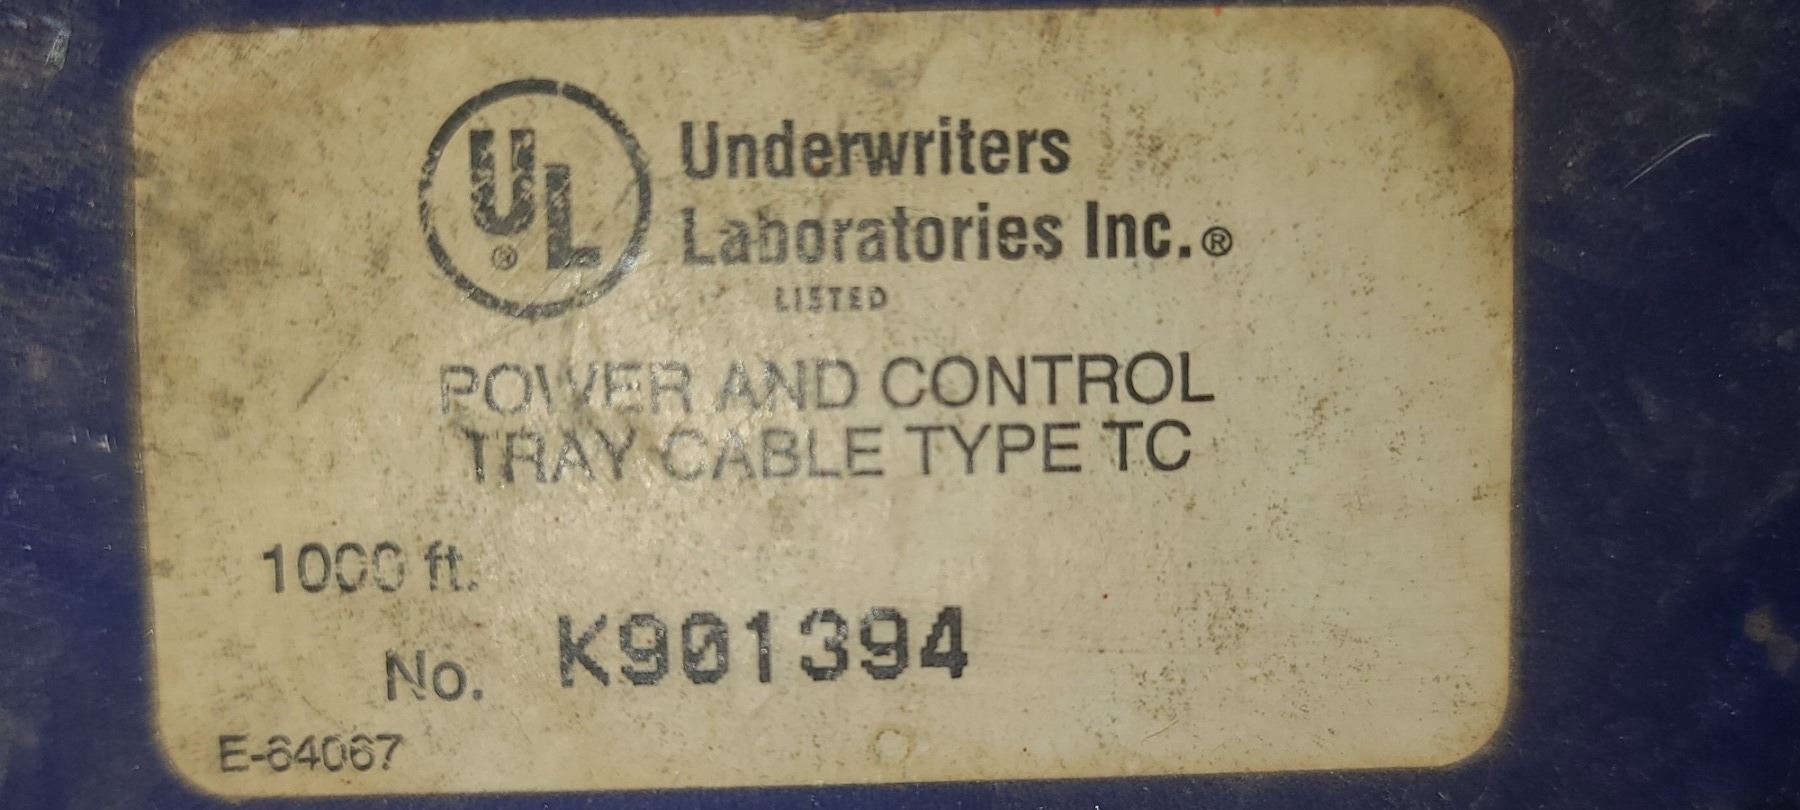 UL®
Underwriters
Laboratories Inc.®
LISTED
POWER AND CONTROL
TRAY CABLE TYPE TC
1000 ft.
No. K901394
E-64067